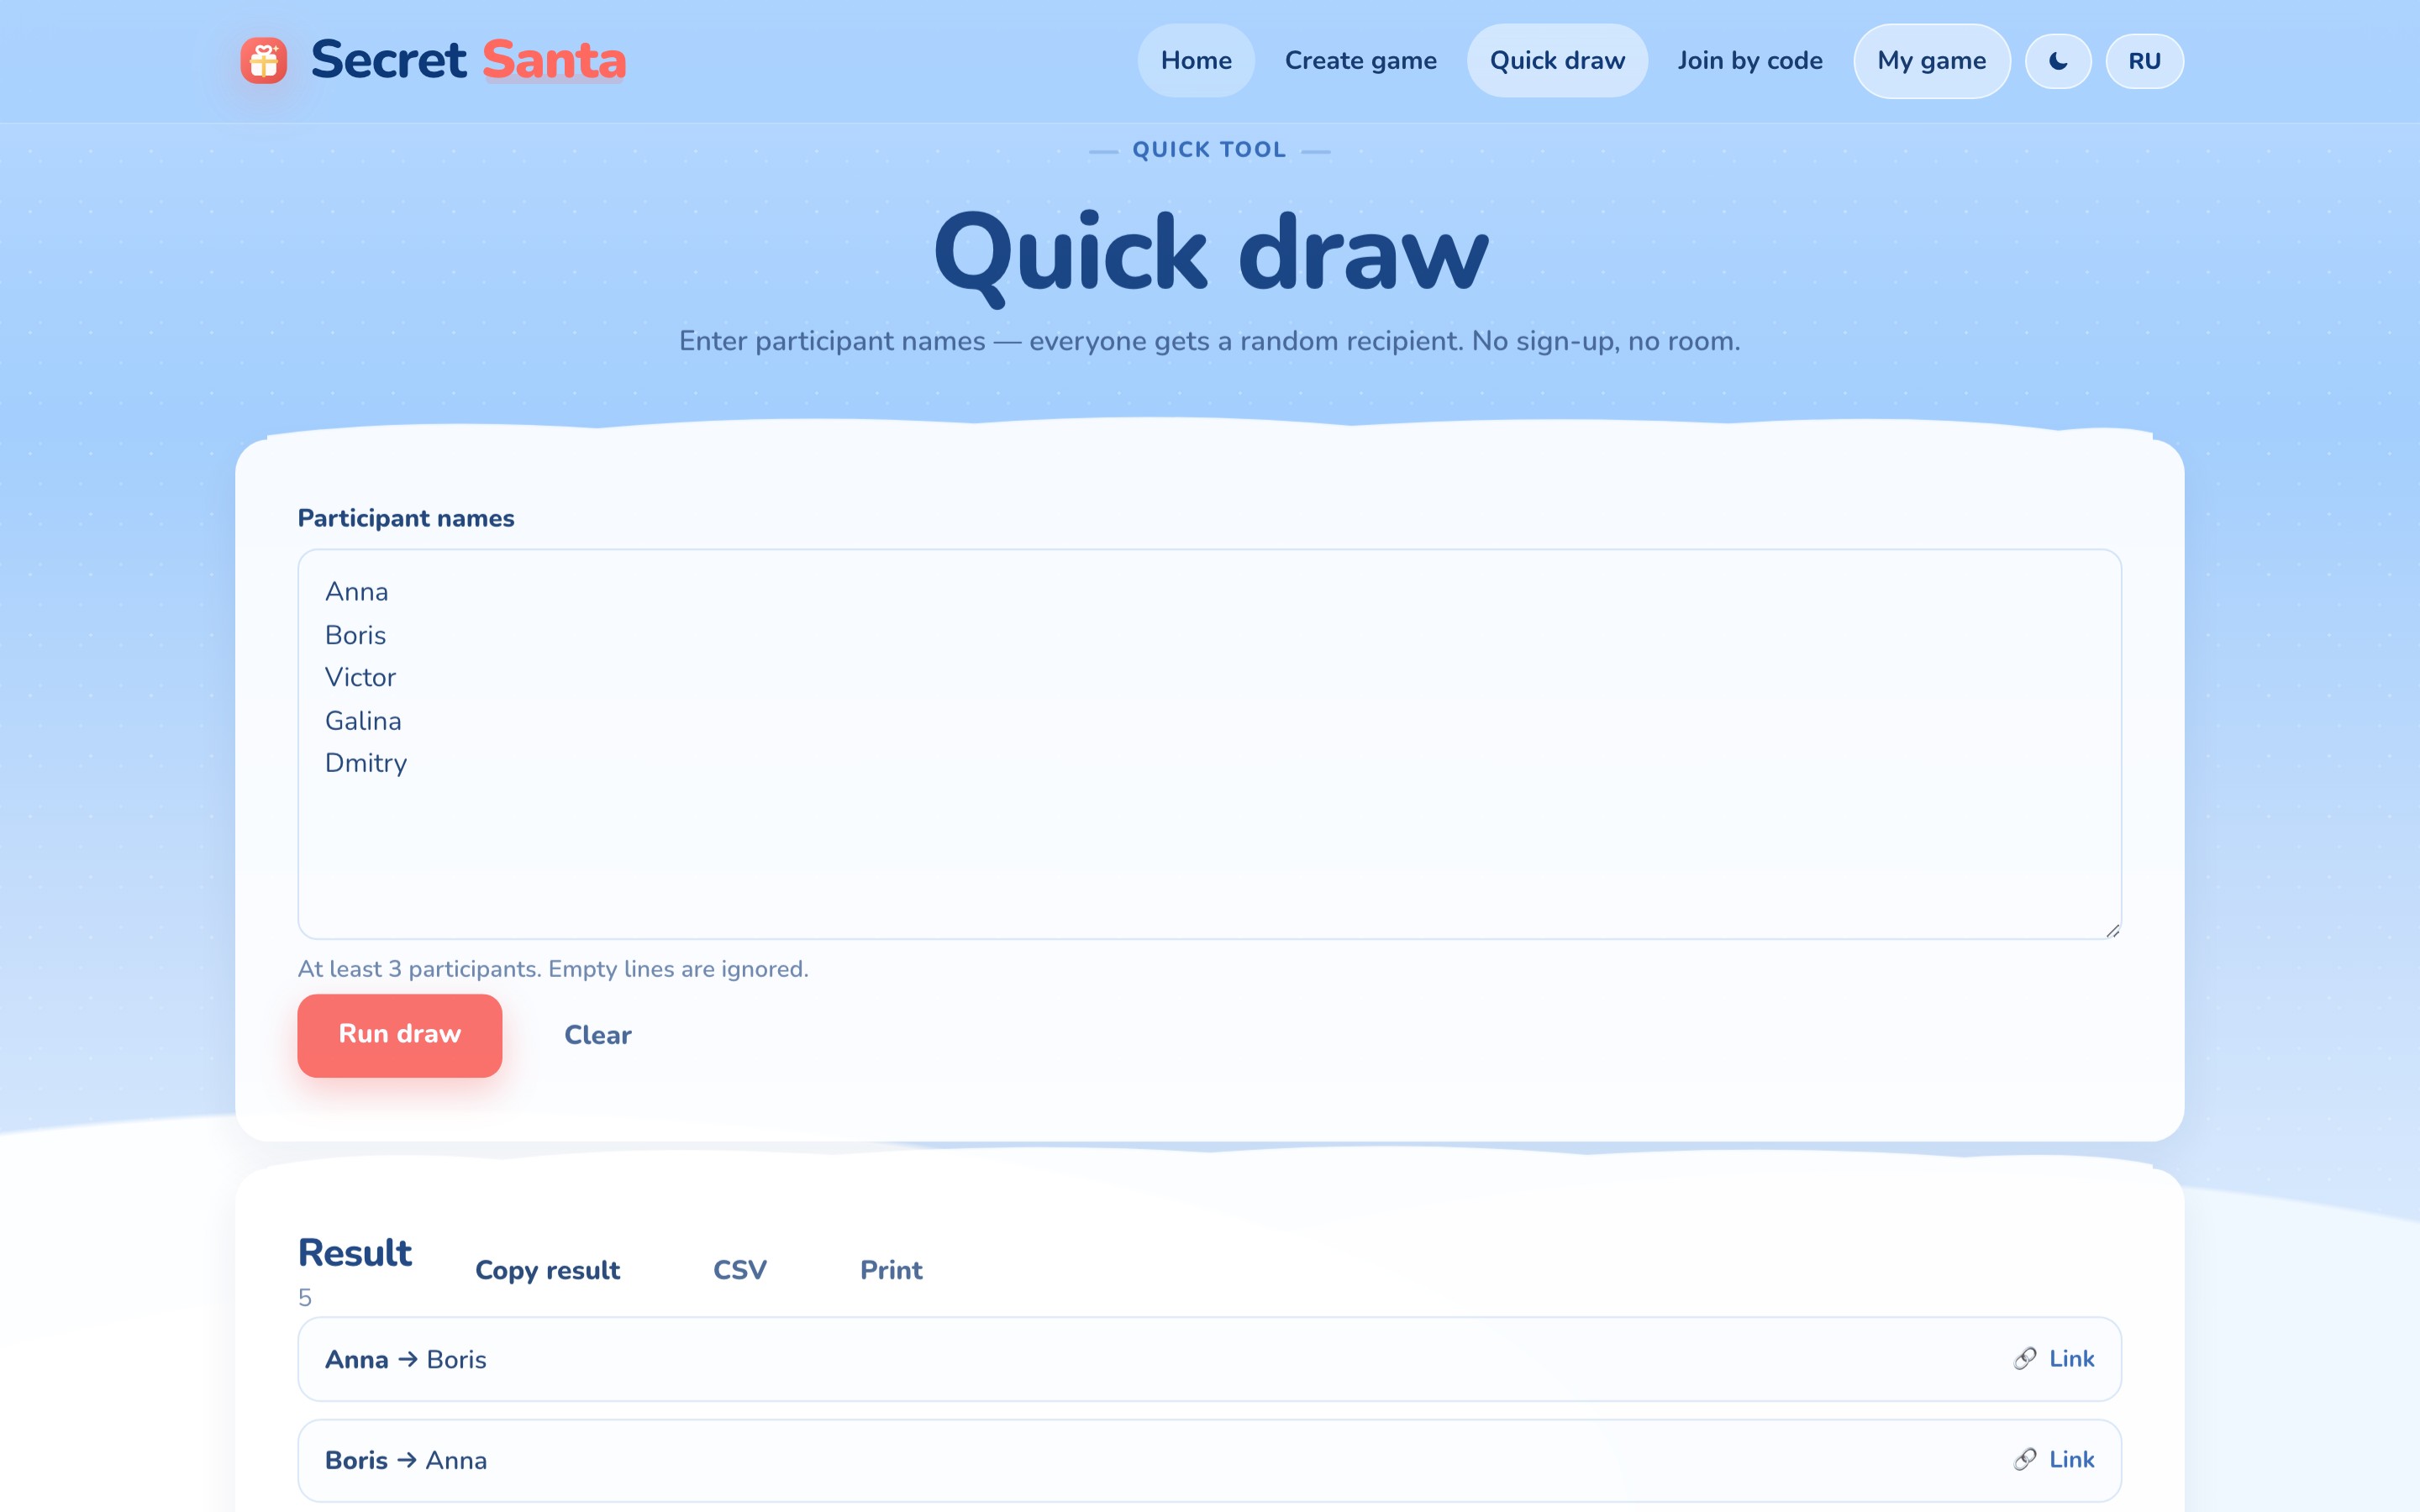 Secret Santa
Home Create game Quick draw Join by code My game RU
QUICK TOOL
Quick draw
Enter participant names — everyone gets a random recipient. No sign-up, no room.
Participant names
Anna
Boris
Victor
Galina
Dmitry
At least 3 participants. Empty lines are ignored.
Run draw Clear
Result
5
Copy result CSV Print
Anna → Boris Link
Boris → Anna Link